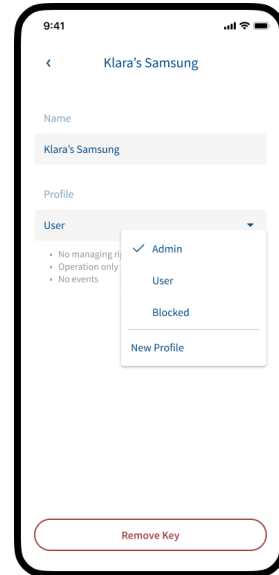 9:41
Klara's Samsung
Name
Klara's Samsung
Profile
User
Admin
No managing
Operation only
No events
User
Blocked
New Profile
Remove Key